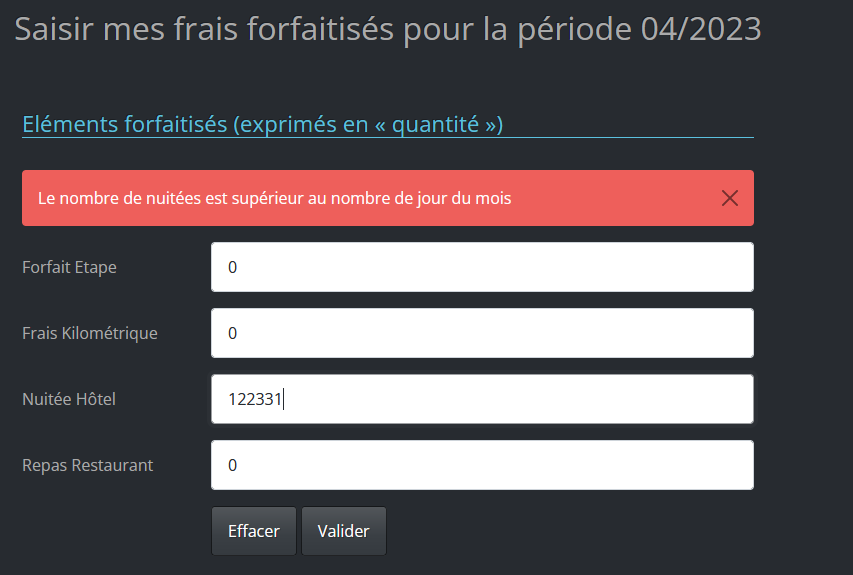 Saisir mes frais forfaitisés pour la période 04/2023
Eléments forfaitisés (exprimés en « quantité »)
Le nombre de nuitées est supérieur au nombre de jour du mois
Forfait Etape
0
Frais Kilométrique
0
Nuitée Hôtel
122331
Repas Restaurant
0
Effacer
Valider